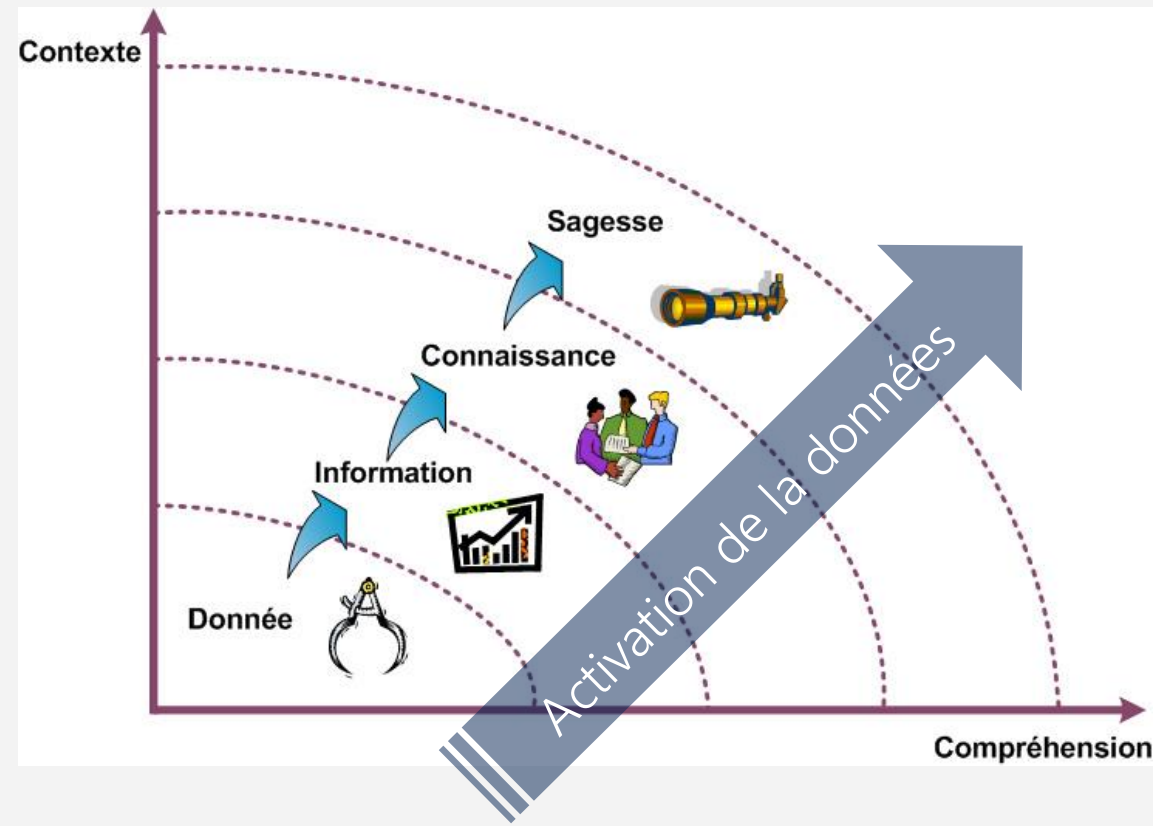 Contexte
Sagesse
Connaissance
Information
Donnée
Activation de la données
Compréhension